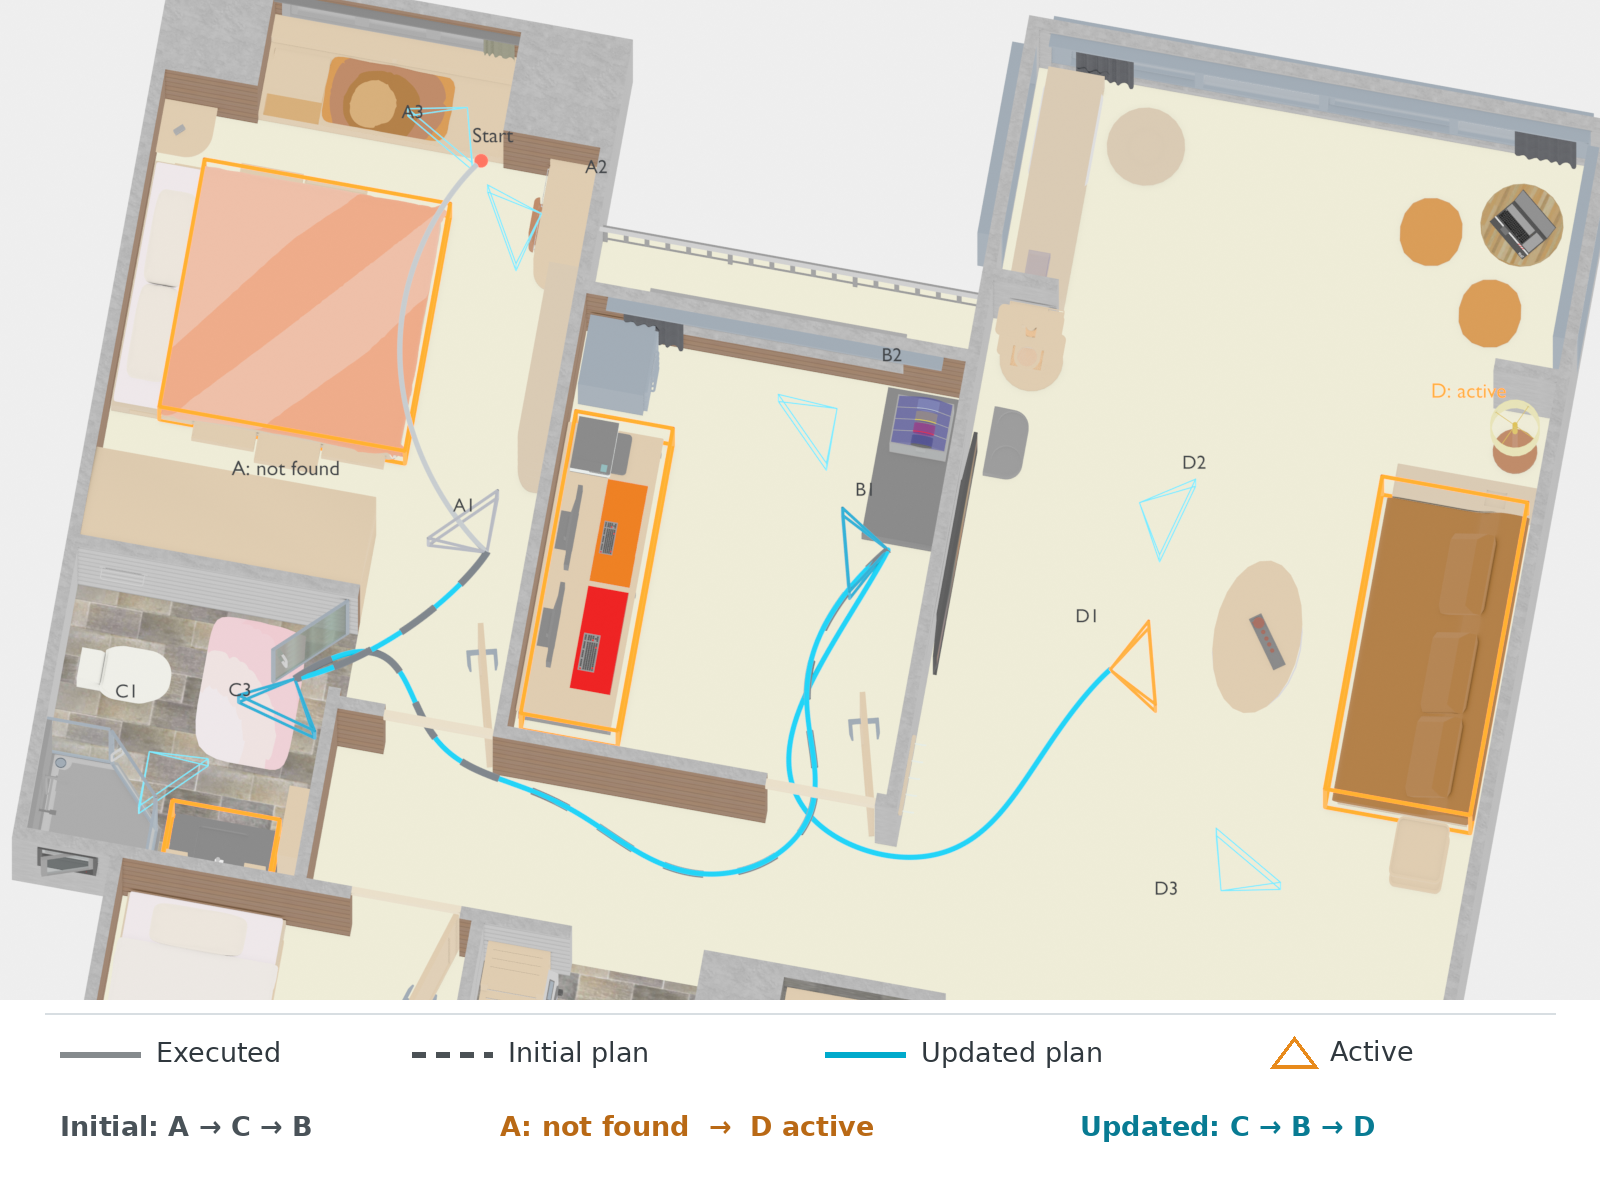 A3
Start
A2
B2
D: active
A: not found
D2
B1
A1
D1
C1
C3
D3
Executed
Initial plan
Updated plan
Active
Initial: A → C → B
A: not found → D active
Updated: C → B → D